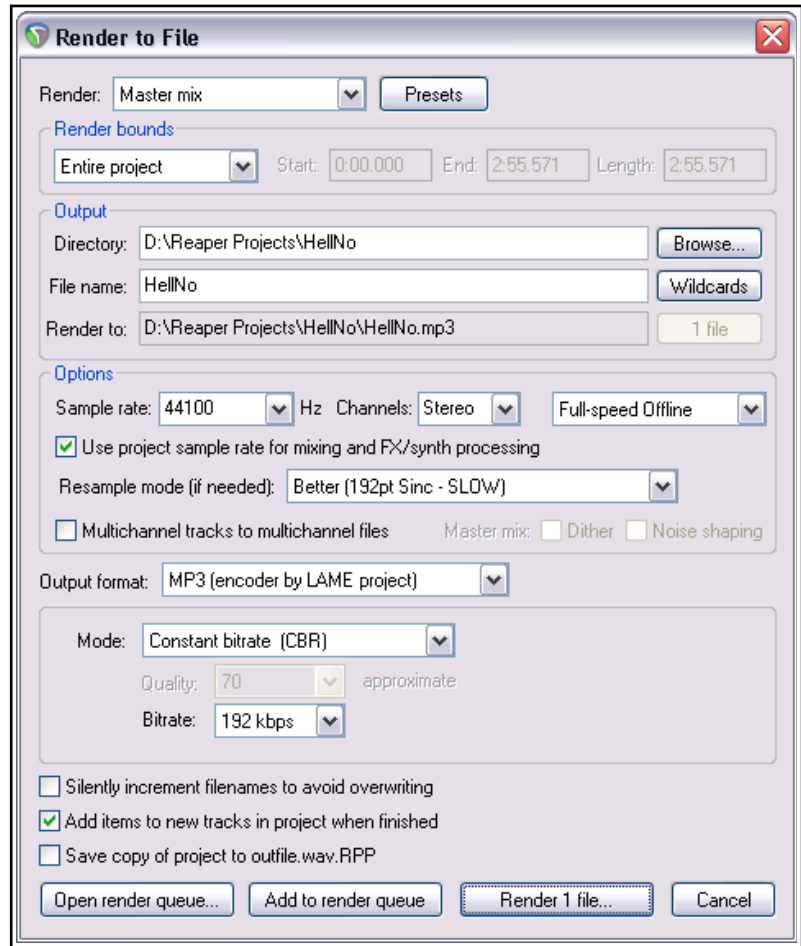 Render to File
Render: Master mix Presets
Render bounds
Entire project Start: 0:00.000 End: 2:55.571 Length: 2:55.571
Output
Directory: D:\Reaper Projects\HellNo Browse...
File name: HellNo Wildcards
Render to: D:\Reaper Projects\HellNo\HellNo.mp3 1 file
Options
Sample rate: 44100 Hz Channels: Stereo Full-speed Offline
Use project sample rate for mixing and FX/synth processing
Resample mode (if needed): Better (192pt Sinc - SLOW)
Multichannel tracks to multichannel files Master mix: Dither Noise shaping
Output format: MP3 (encoder by LAME project)
Mode: Constant bitrate (CBR)
Quality: 70 approximate
Bitrate: 192 kbps
Silently increment filenames to avoid overwriting
Add items to new tracks in project when finished
Save copy of project to outfile.wav.RPP
Open render queue... Add to render queue Render 1 file... Cancel